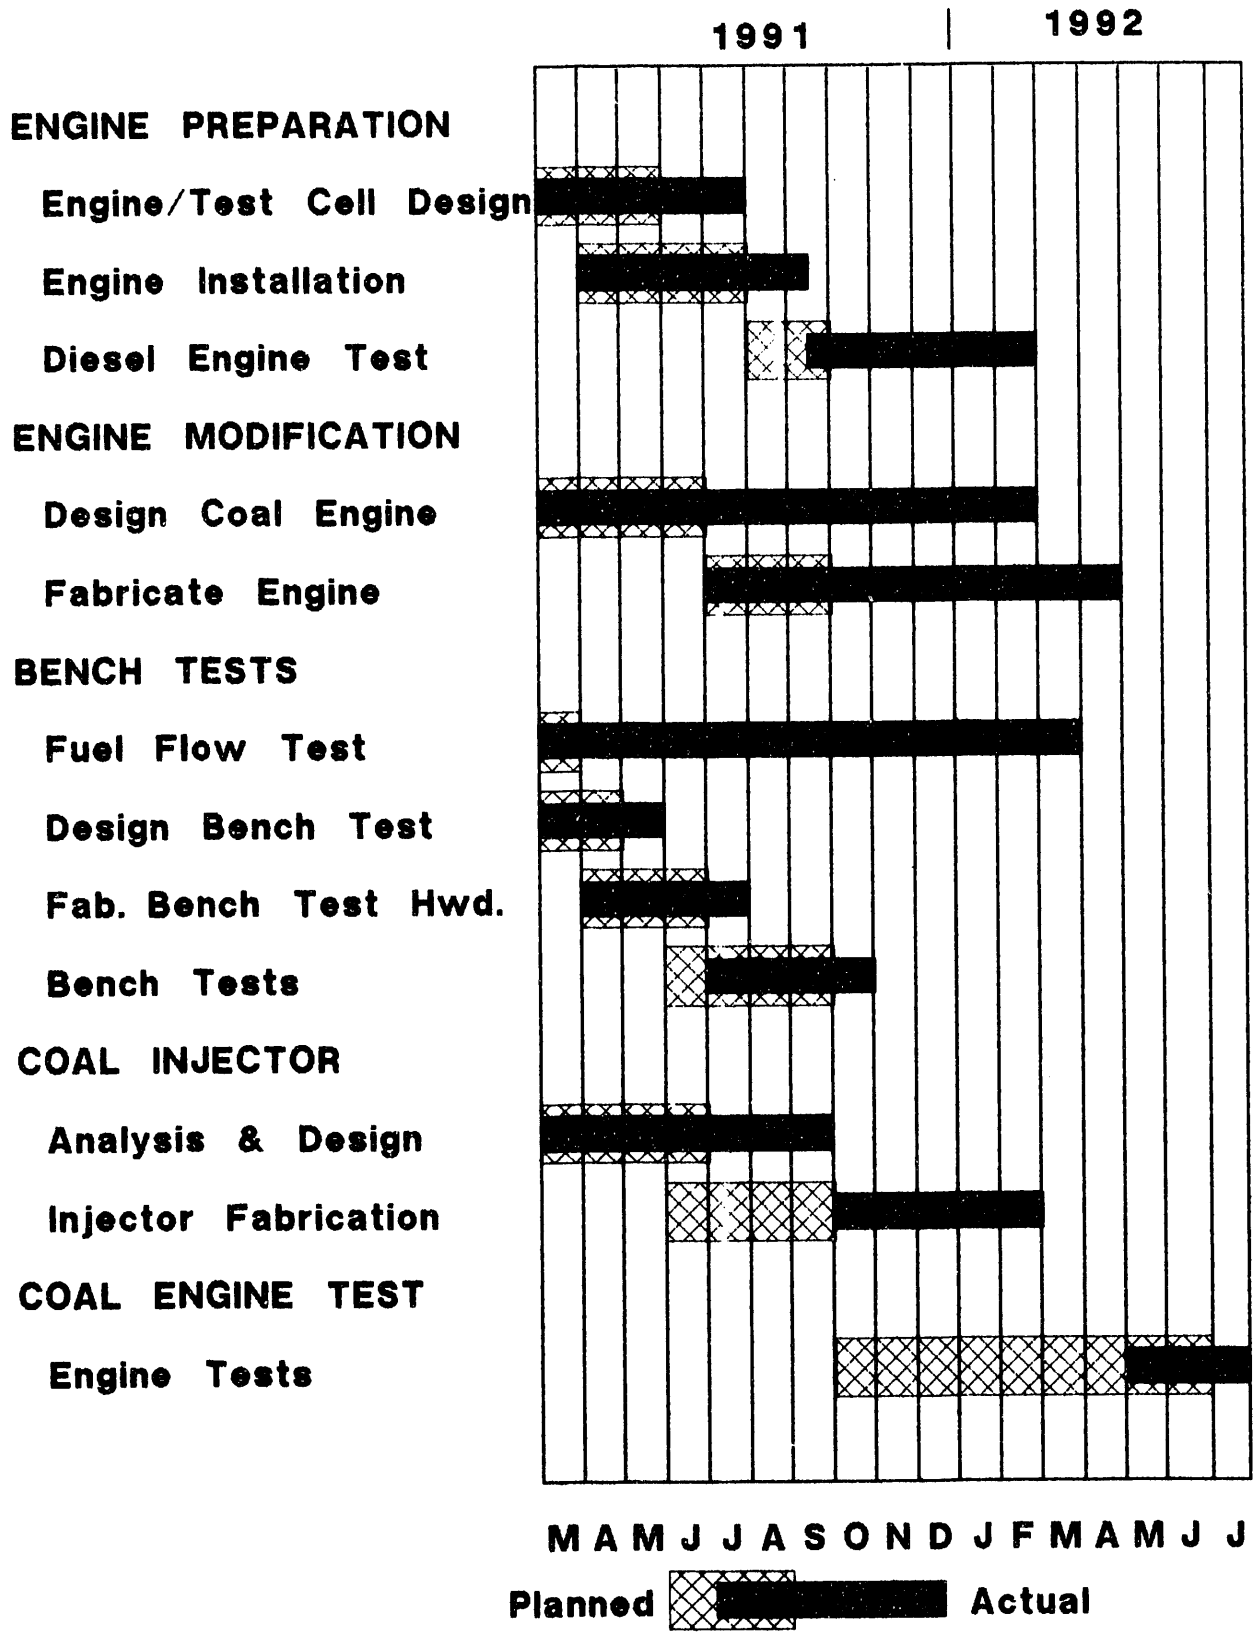 1991 | 1992
ENGINE PREPARATION
Engine/Test Cell Design
Engine Installation
Diesel Engine Test
ENGINE MODIFICATION
Design Coal Engine
Fabricate Engine
BENCH TESTS
Fuel Flow Test
Design Bench Test
Fab. Bench Test Hwd.
Bench Tests
COAL INJECTOR
Analysis & Design
Injector Fabrication
COAL ENGINE TEST
Engine Tests
M A M J J A S O N D J F M A M J J
Planned Actual